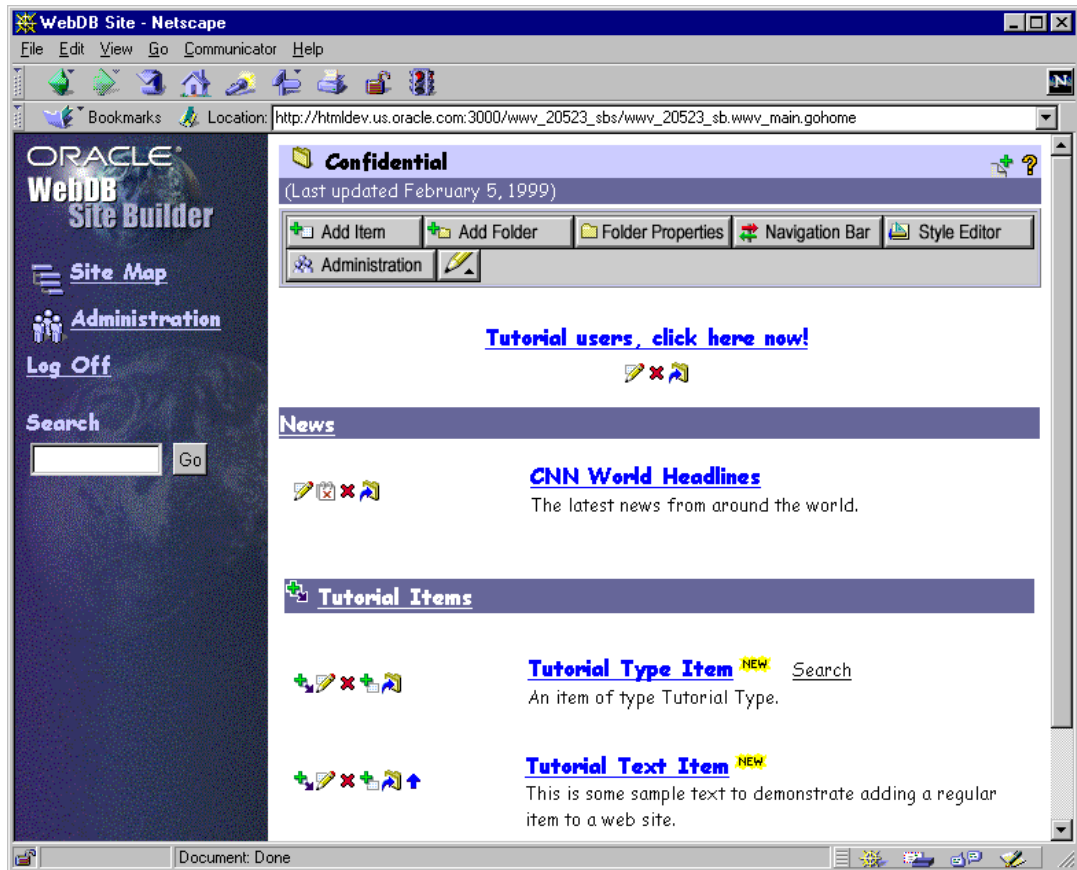 WebDB Site - Netscape
File Edit View Go Communicator Help
N
Bookmarks Location: http://htmldev.us.oracle.com:3000/wwv_20523_sbs/wwv_20523_sb.wwv_main.gohome
ORACLE
WebDB
Site Builder
Site Map
Administration
Log Off
Search
Go
Confidential
(Last updated February 5, 1999)
Add Item Add Folder Folder Properties Navigation Bar Style Editor
Administration
Tutorial users, click here now!
News
CNN World Headlines
The latest news from around the world.
Tutorial Items
Tutorial Type Item NEW Search
An item of type Tutorial Type.
Tutorial Text Item NEW
This is some sample text to demonstrate adding a regular
item to a web site.
Document: Done